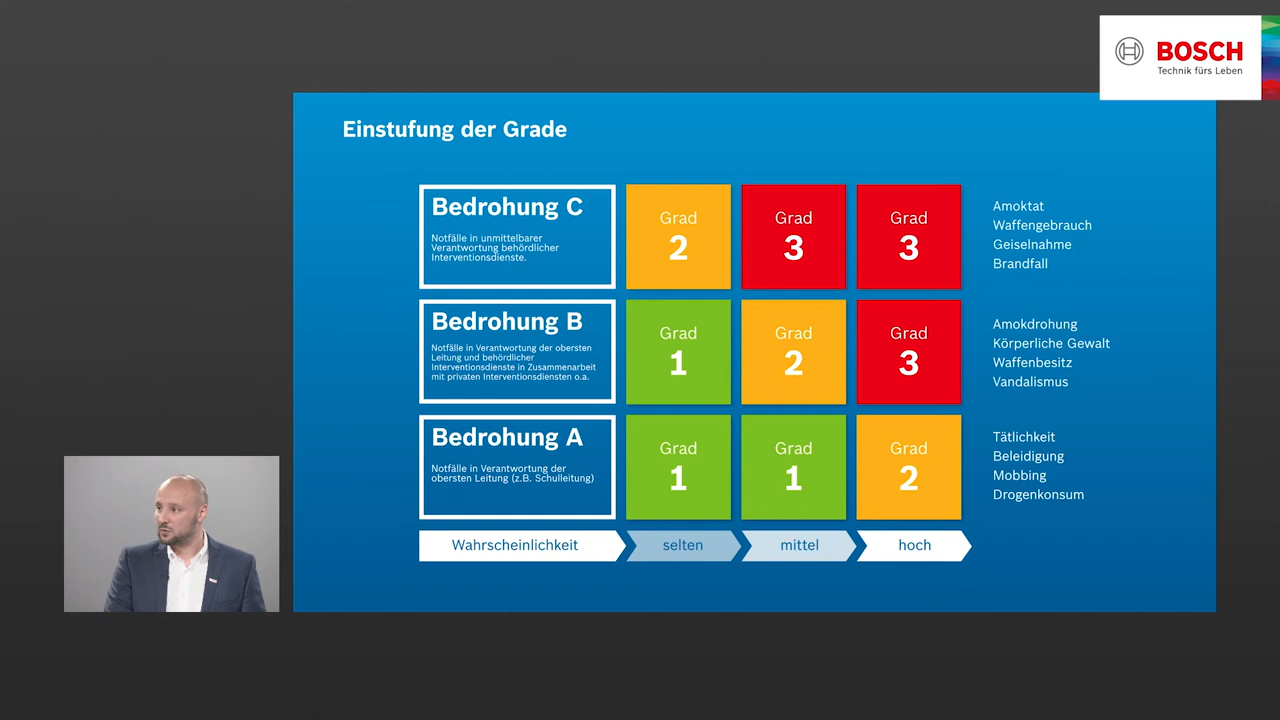 BOSCH
Technik fürs Leben
Einstufung der Grade
Bedrohung C
Notfälle in unmittelbarer
Verantwortung behördlicher
Interventionsdienste.
Grad
2
Grad
3
Grad
3
Amoktat
Waffengebrauch
Geiselnahme
Brandfall
Bedrohung B
Notfälle in Verantwortung der obersten
Leitung und behördlicher
Interventionsdienste in Zusammenarbeit
mit privaten Interventionsdiensten o.a.
Grad
1
Grad
2
Grad
3
Amokdrohung
Körperliche Gewalt
Waffenbesitz
Vandalismus
Bedrohung A
Notfälle in Verantwortung der
obersten Leitung (z.B. Schulleitung)
Grad
1
Grad
1
Grad
2
Tätlichkeit
Beleidigung
Mobbing
Drogenkonsum
Wahrscheinlichkeit
selten
mittel
hoch